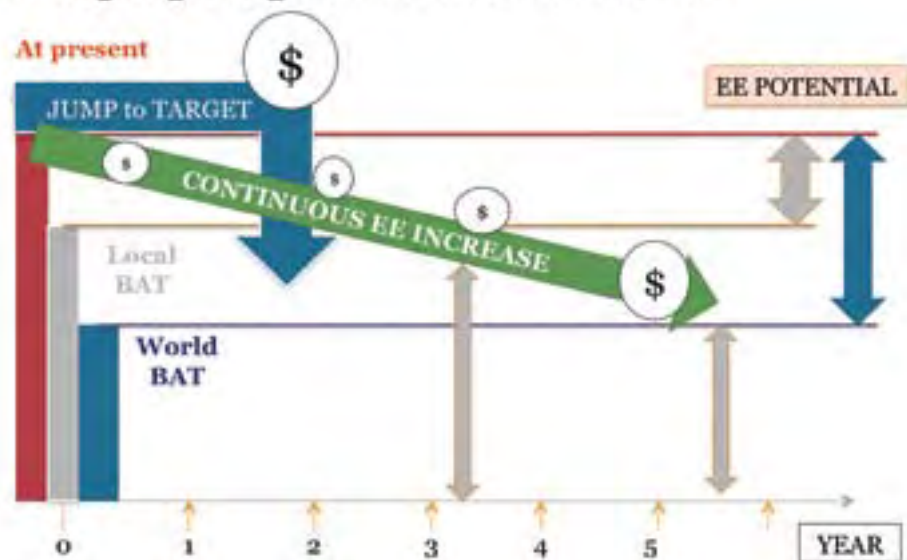 At present
$
EE POTENTIAL
JUMP to TARGET
$
$
CONTINUOUS EE INCREASE
$
$
Local
BAT
World
BAT
0 1 2 3 4 5
YEAR